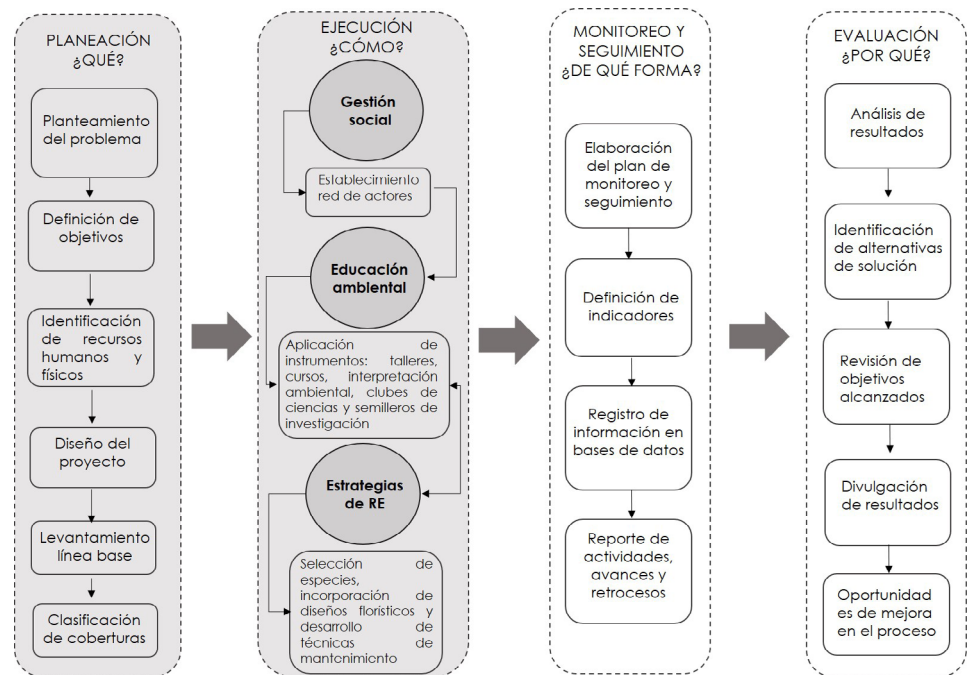 PLANEACIÓN
¿QUÉ?
Planteamiento
del problema
Definición de
objetivos
Identificación
de recursos
humanos y
físicos
Diseño del
proyecto
Levantamiento
línea base
Clasificación
de coberturas
EJECUCIÓN
¿CÓMO?
Gestión
social
Establecimiento
red de actores
Educación
ambiental
Aplicación de
instrumentos: talleres,
cursos, interpretación
ambiental, clubes de
ciencias y semilleros de
investigación
Estrategias
de RE
Selección de
especies,
incorporación de
diseños florísticos y
desarrollo de
técnicas de
mantenimiento
MONITOREO Y
SEGUIMIENTO
¿DE QUÉ FORMA?
Elaboración
del plan de
monitoreo y
seguimiento
Definición de
indicadores
Registro de
información en
bases de datos
Reporte de
actividades,
avances y
retrocesos
EVALUACIÓN
¿POR QUÉ?
Análisis de
resultados
Identificación
de alternativas
de solución
Revisión de
objetivos
alcanzados
Divulgación
de resultados
Oportunidad
es de mejora
en el proceso